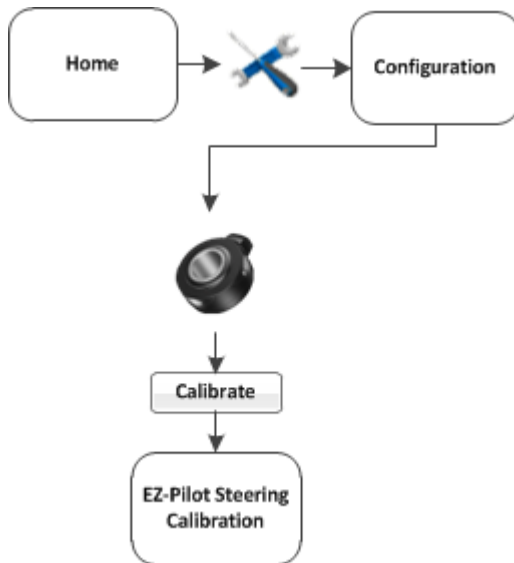 Home
Configuration
Calibrate
EZ-Pilot Steering
Calibration